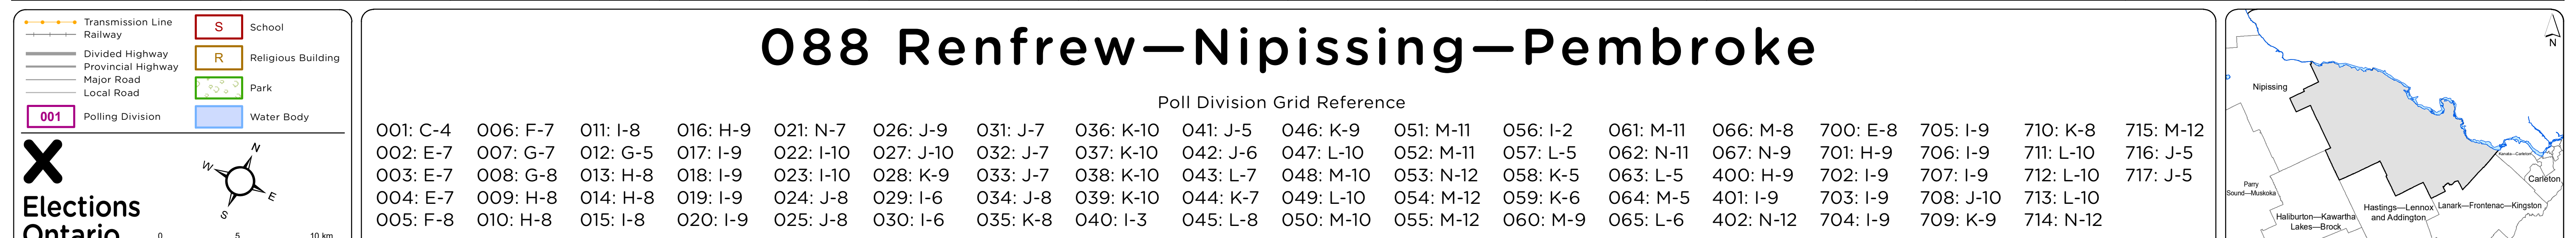 Transmission Line
Railway
Divided Highway
Provincial Highway
Major Road
Local Road
001 Polling Division
S School
R Religious Building
Park
Water Body
Elections
Ontario
N
W
E
S
0 5 10 km
088 Renfrew—Nipissing—Pembroke
Poll Division Grid Reference
001: C-4 006: F-7 011: I-8 016: H-9 021: N-7 026: J-9 031: J-7 036: K-10 041: J-5 046: K-9 051: M-11 056: I-2 061: M-11 066: M-8 700: E-8 705: I-9 710: K-8 715: M-12
002: E-7 007: G-7 012: G-5 017: I-9 022: I-10 027: J-10 032: J-7 037: K-10 042: J-6 047: L-10 052: M-11 057: L-5 062: N-11 067: N-9 701: H-9 706: I-9 711: L-10 716: J-5
003: E-7 008: G-8 013: H-8 018: I-9 023: I-10 028: K-9 033: J-7 038: K-10 043: L-7 048: M-10 053: N-12 058: K-5 063: L-5 400: H-9 702: I-9 707: I-9 712: L-10 717: J-5
004: E-7 009: H-8 014: H-8 019: I-9 024: J-8 029: I-6 034: J-8 039: K-10 044: K-7 049: L-10 054: M-12 059: K-6 064: M-5 401: I-9 703: I-9 708: J-10 713: L-10
005: F-8 010: H-8 015: I-8 020: I-9 025: J-8 030: I-6 035: K-8 040: I-3 045: L-8 050: M-10 055: M-12 060: M-9 065: L-6 402: N-12 704: I-9 709: K-9 714: N-12
N
Nipissing
Kanata—Carleton
Carleton
Parry
Sound—Muskoka
Haliburton—Kawartha
Lakes—Brock
Hastings—Lennox
and Addington
Lanark—Frontenac—Kingston